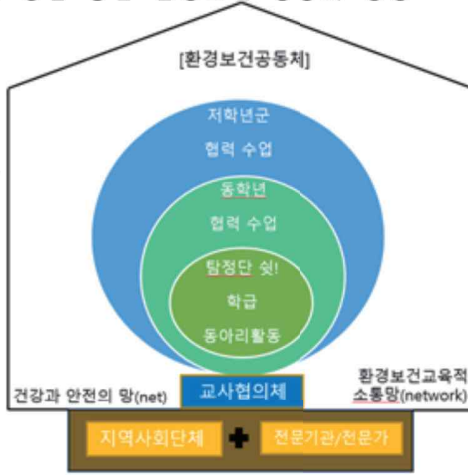 [환경보건공동체]
저학년군
협력 수업
동학년
협력 수업
탐정단 쉿!
학급
동아리활동
건강과 안전의 망(net)
교사협의체
환경보건교육적
소통망(network)
지역사회단체 + 전문기관/전문가